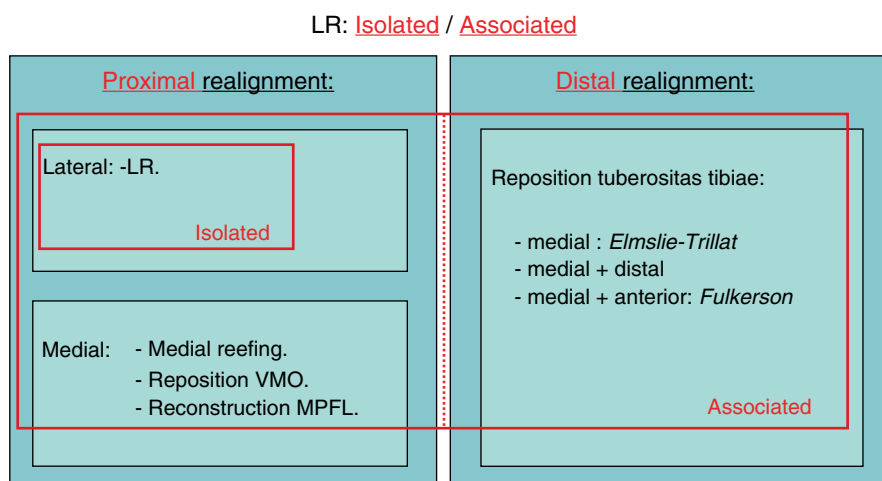 LR: Isolated / Associated
Proximal realignment:
Lateral: -LR.
Isolated
Medial: - Medial reefing.
- Reposition VMO.
- Reconstruction MPFL.
Distal realignment:
Reposition tuberositas tibiae:
- medial : Elmslie-Trillat
- medial + distal
- medial + anterior: Fulkerson
Associated